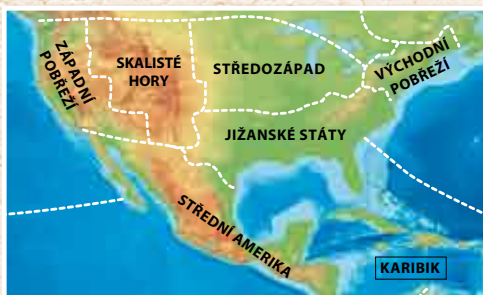 ZÁPADNÍ
POBŘEŽÍ
SKALISTÉ
HORY
STŘEDOZÁPAD
VÝCHODNÍ
POBŘEŽÍ
JIŽANSKÉ STÁTY
STŘEDNÍ AMERIKA
KARIBIK